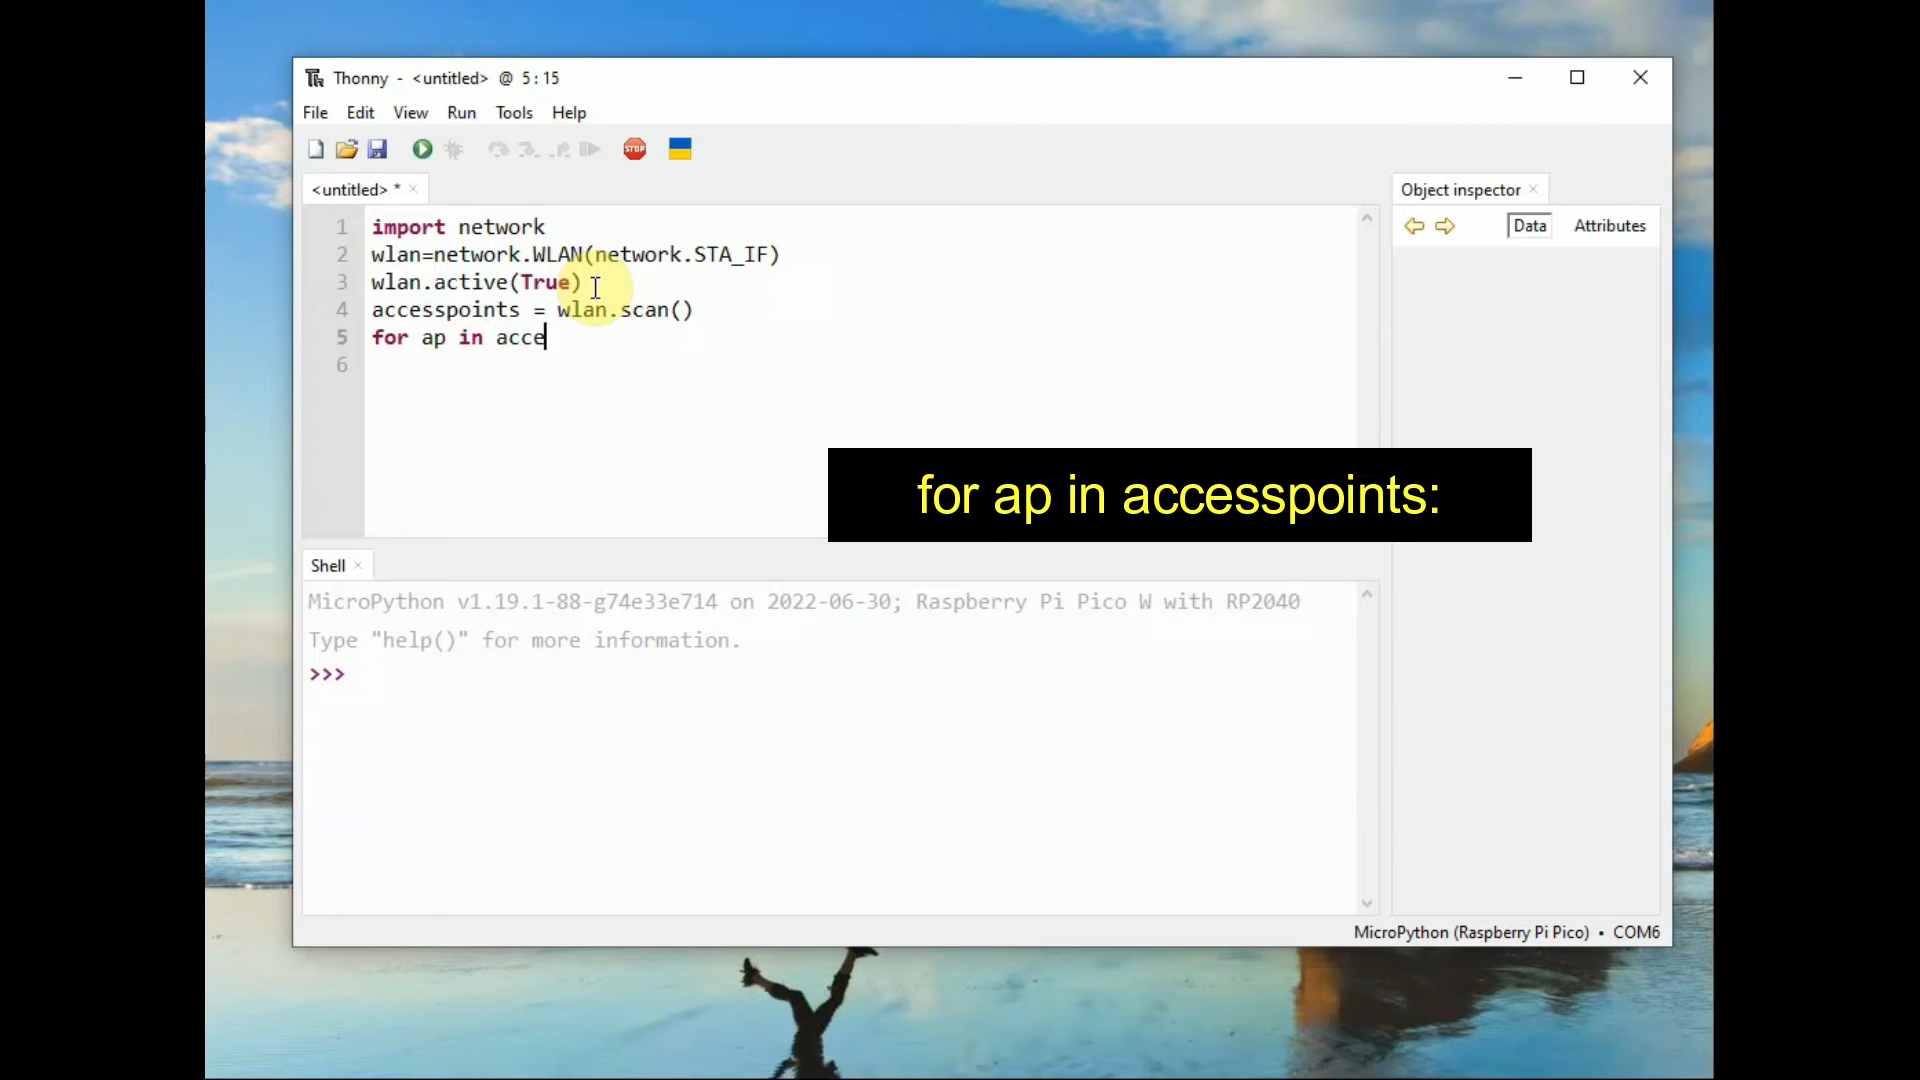 Thonny - <untitled> @ 5:15
File Edit View Run Tools Help
STOP
<untitled> * ×
Object inspector ×
1 import network
Data Attributes
2 wlan=network.WLAN(network.STA_IF)
3 wlan.active(True)
4 accesspoints = wlan.scan()
5 for ap in acce
6
for ap in accesspoints:
Shell ×
MicroPython v1.19.1-88-g74e33e714 on 2022-06-30; Raspberry Pi Pico W with RP2040
Type "help()" for more information.
>>>
MicroPython (Raspberry Pi Pico) • COM6